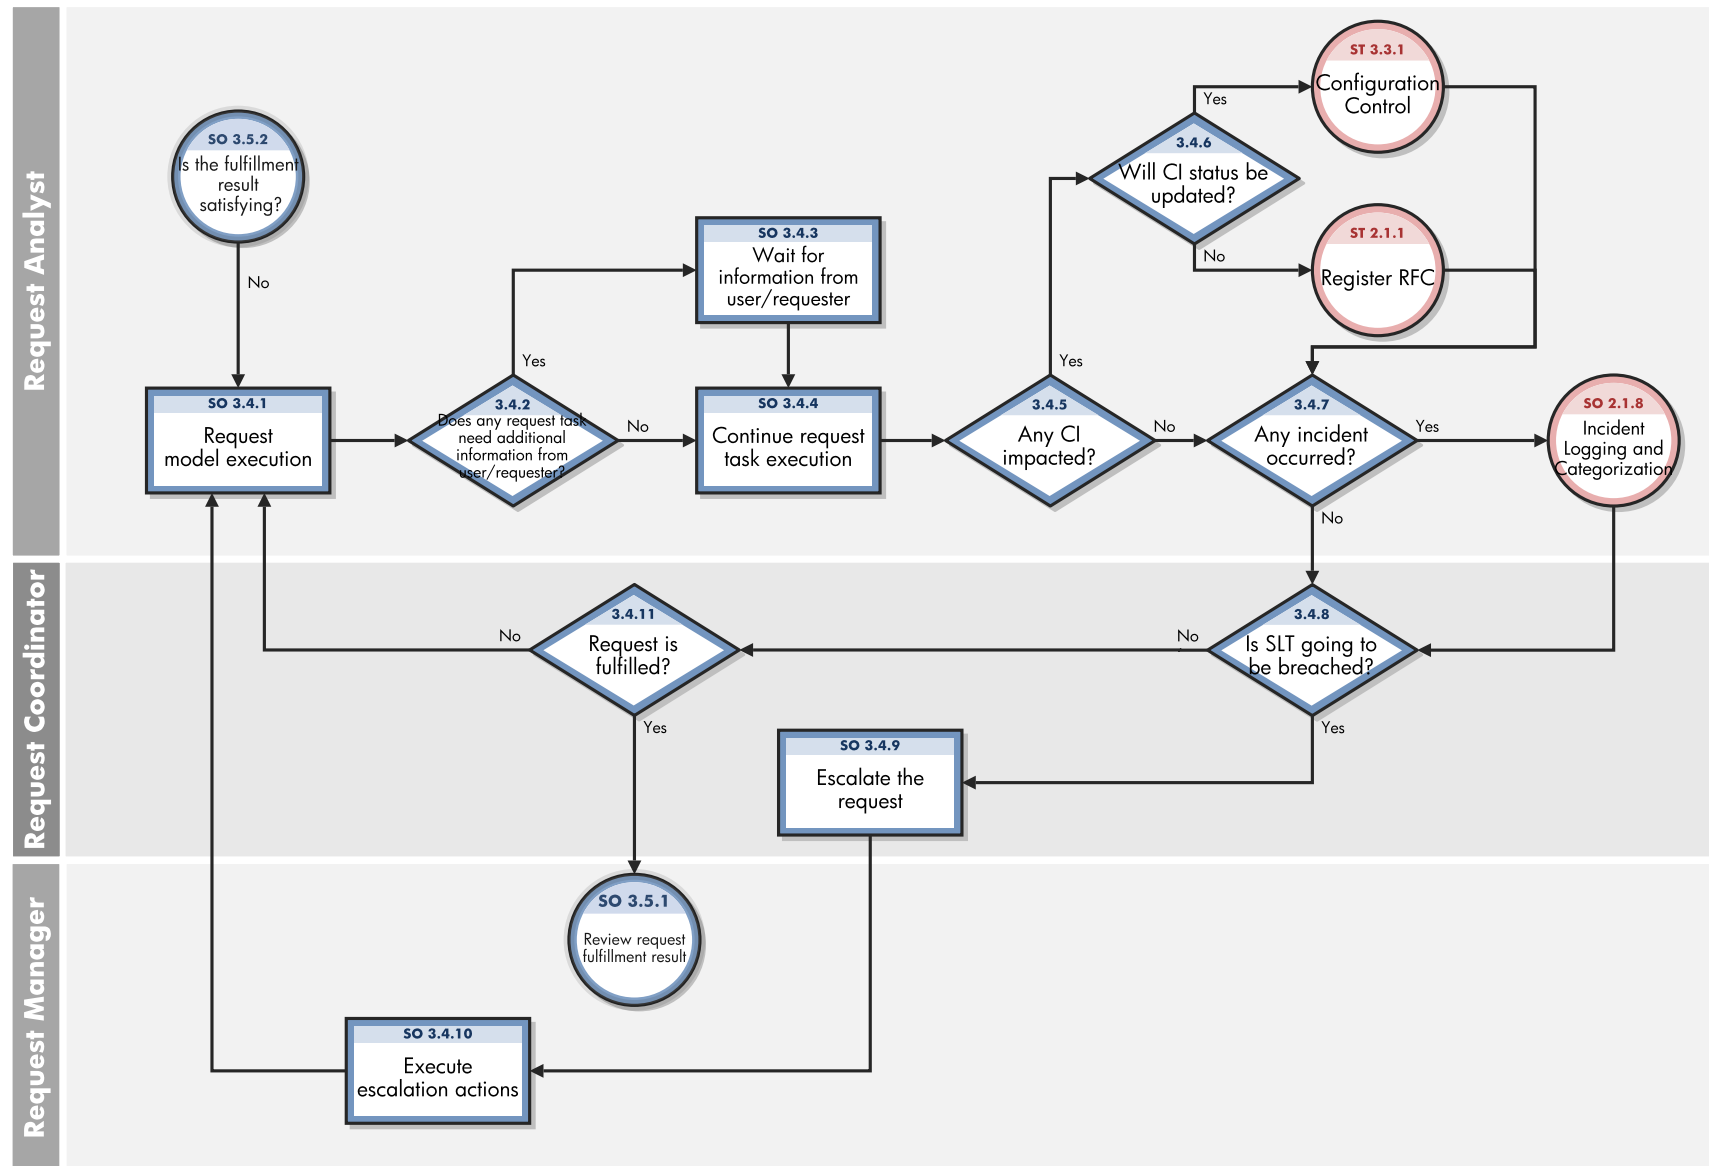 Request Analyst
SO 3.5.2
Is the fulfillment
result
satisfying?
No
SO 3.4.1
Request
model execution
3.4.2
Does any request task
need additional
information from
user/requester?
Yes
No
SO 3.4.3
Wait for
information from
user/requester
SO 3.4.4
Continue request
task execution
3.4.5
Any CI
impacted?
Yes
No
3.4.6
Will CI status be
updated?
Yes
No
ST 3.3.1
Configuration
Control
ST 2.1.1
Register RFC
3.4.7
Any incident
occurred?
Yes
No
SO 2.1.8
Incident
Logging and
Categorization
Request Coordinator
3.4.11
Request is
fulfilled?
No
Yes
3.4.8
Is SLT going to
be breached?
No
Yes
SO 3.4.9
Escalate the
request
Request Manager
SO 3.5.1
Review request
fulfillment result
SO 3.4.10
Execute
escalation actions